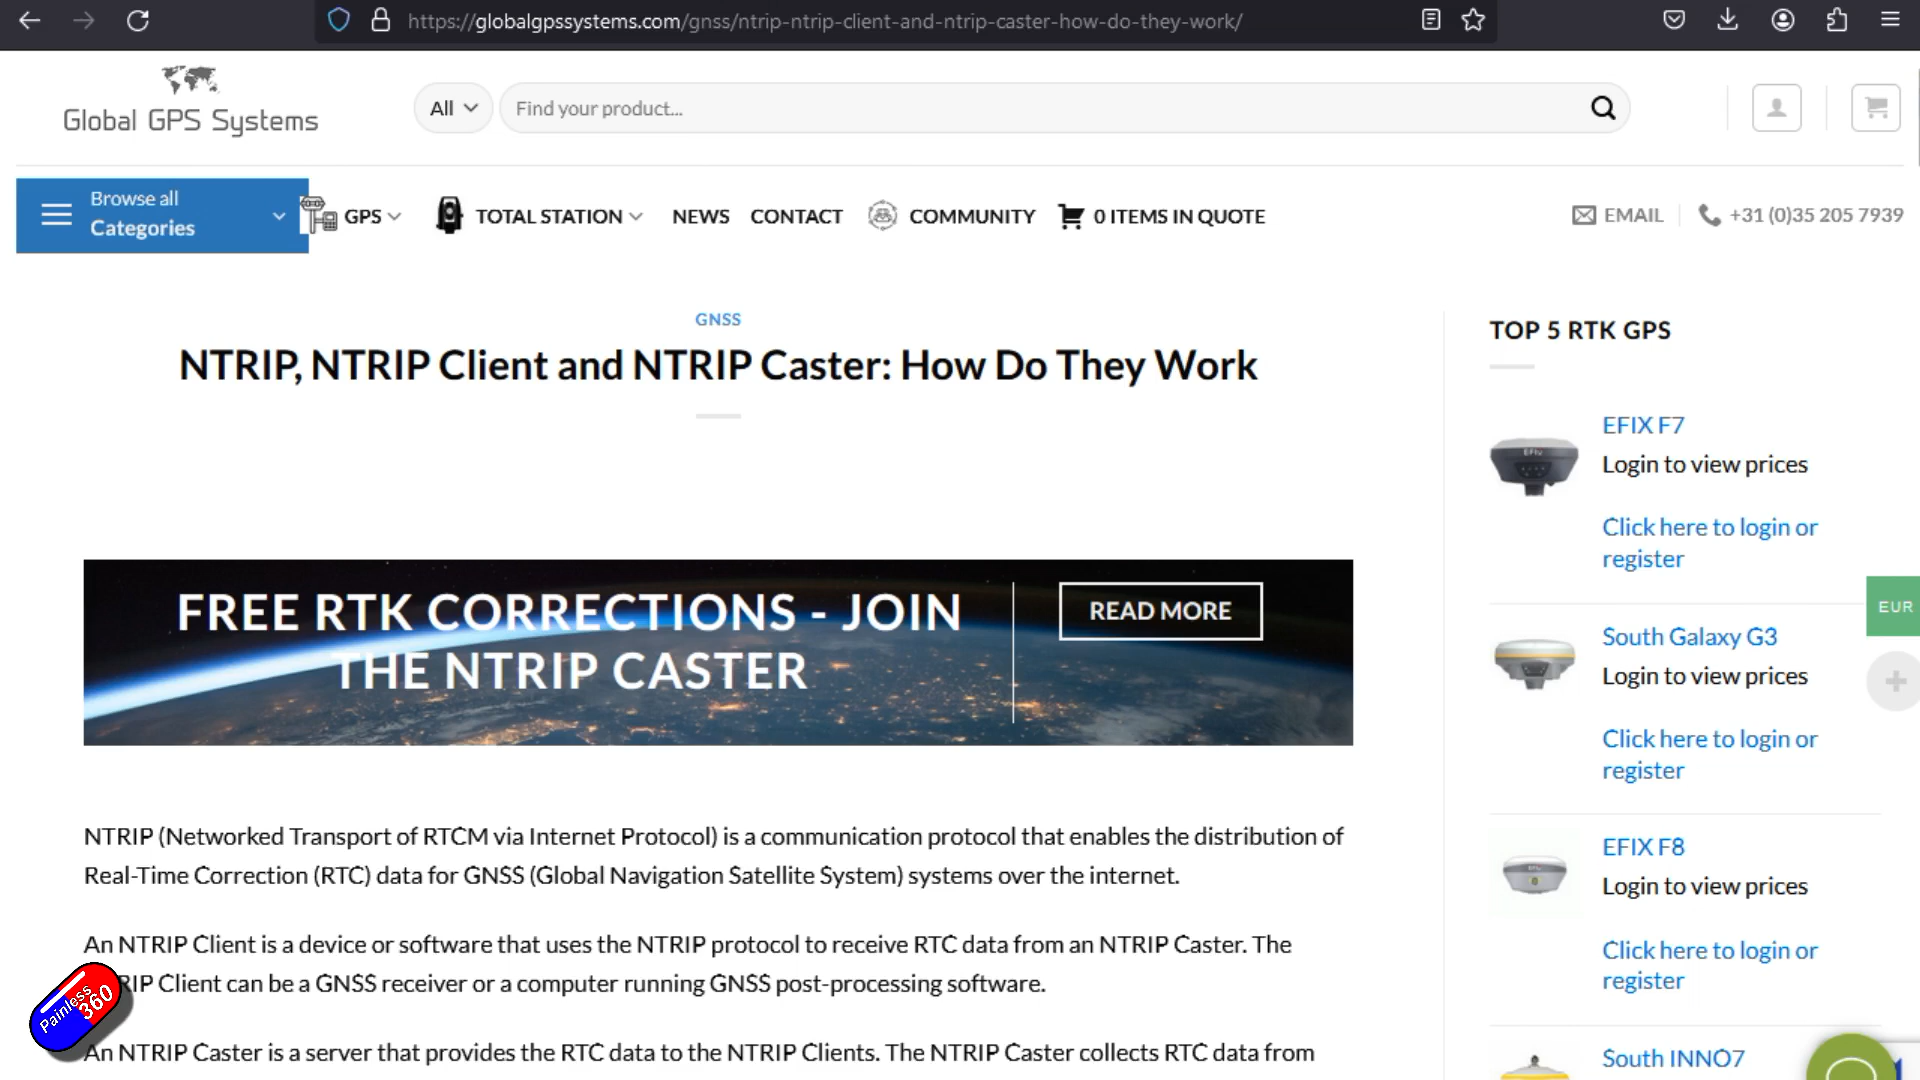 https://globalgpssystems.com/gnss/ntrip-ntrip-client-and-ntrip-caster-how-do-they-work/
Global GPS Systems
All
Find your product...
Browse all
Categories
GPS
TOTAL STATION
NEWS
CONTACT
COMMUNITY
0 ITEMS IN QUOTE
EMAIL
+31 (0)35 205 7939
GNSS
NTRIP, NTRIP Client and NTRIP Caster: How Do They Work
FREE RTK CORRECTIONS - JOIN
THE NTRIP CASTER
READ MORE
NTRIP (Networked Transport of RTCM via Internet Protocol) is a communication protocol that enables the distribution of
Real-Time Correction (RTC) data for GNSS (Global Navigation Satellite System) systems over the internet.
An NTRIP Client is a device or software that uses the NTRIP protocol to receive RTC data from an NTRIP Caster. The
RIP Client can be a GNSS receiver or a computer running GNSS post-processing software.
An NTRIP Caster is a server that provides the RTC data to the NTRIP Clients. The NTRIP Caster collects RTC data from
Painless
360
TOP 5 RTK GPS
EFIX F7
Login to view prices
Click here to login or
register
South Galaxy G3
Login to view prices
Click here to login or
register
EFIX F8
Login to view prices
Click here to login or
register
South INNO7
EUR